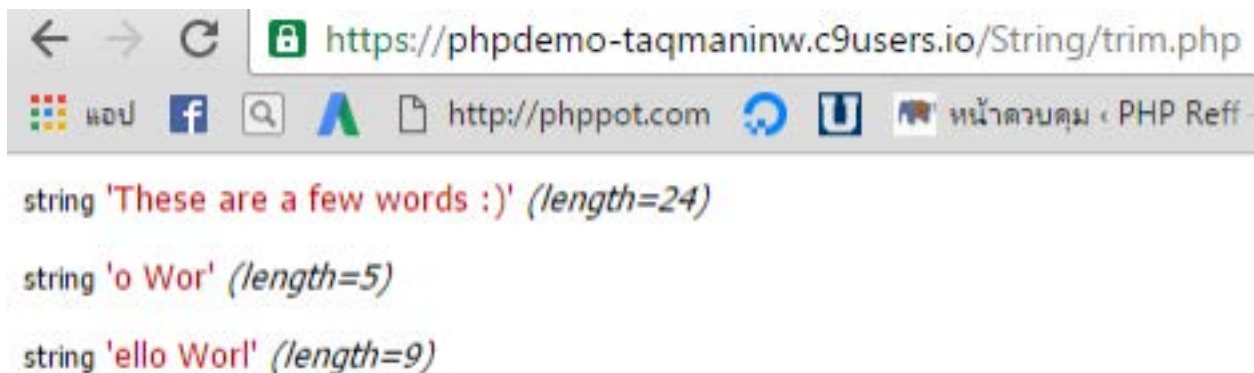 https://phpdemo-taqmaninw.c9users.io/String/trim.php
แอป http://phppot.com หน้าควบคุม ‹ PHP Reff -
string 'These are a few words :)' (length=24)
string 'o Wor' (length=5)
string 'ello Worl' (length=9)